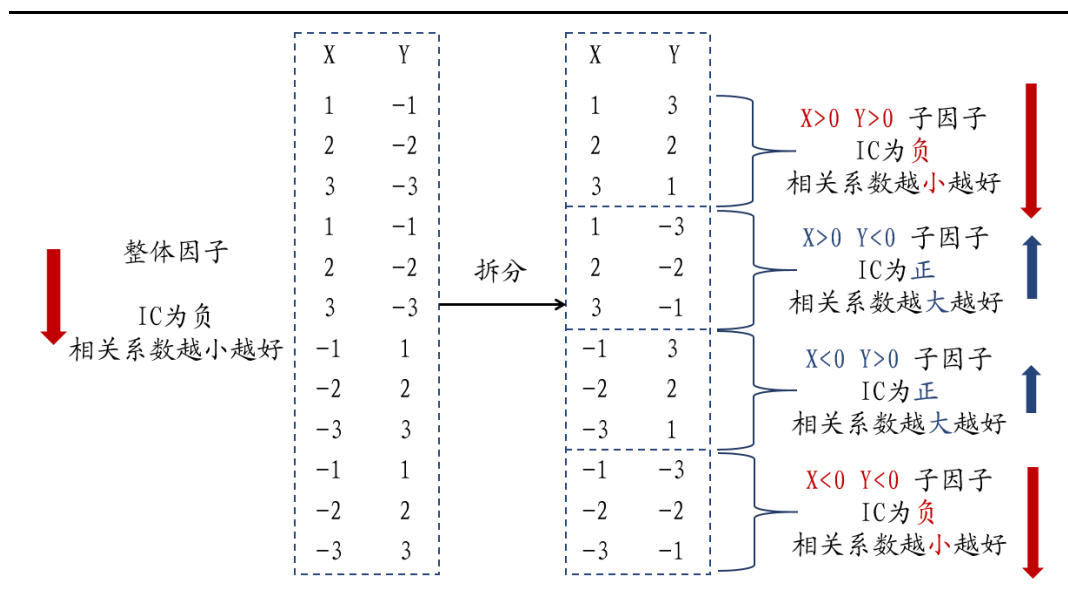 X Y
1 -1
2 -2
3 -3
1 -1
2 -2
3 -3
-1 1
-2 2
-3 3
-1 1
-2 2
-3 3
整体因子
IC为负
相关系数越小越好
拆分
X Y
1 3
2 2
3 1
1 -3
2 -2
3 -1
-1 3
-2 2
-3 1
-1 -3
-2 -2
-3 -1
X>0 Y>0 子因子
IC为负
相关系数越小越好
X>0 Y<0 子因子
IC为正
相关系数越大越好
X<0 Y>0 子因子
IC为正
相关系数越大越好
X<0 Y<0 子因子
IC为负
相关系数越小越好